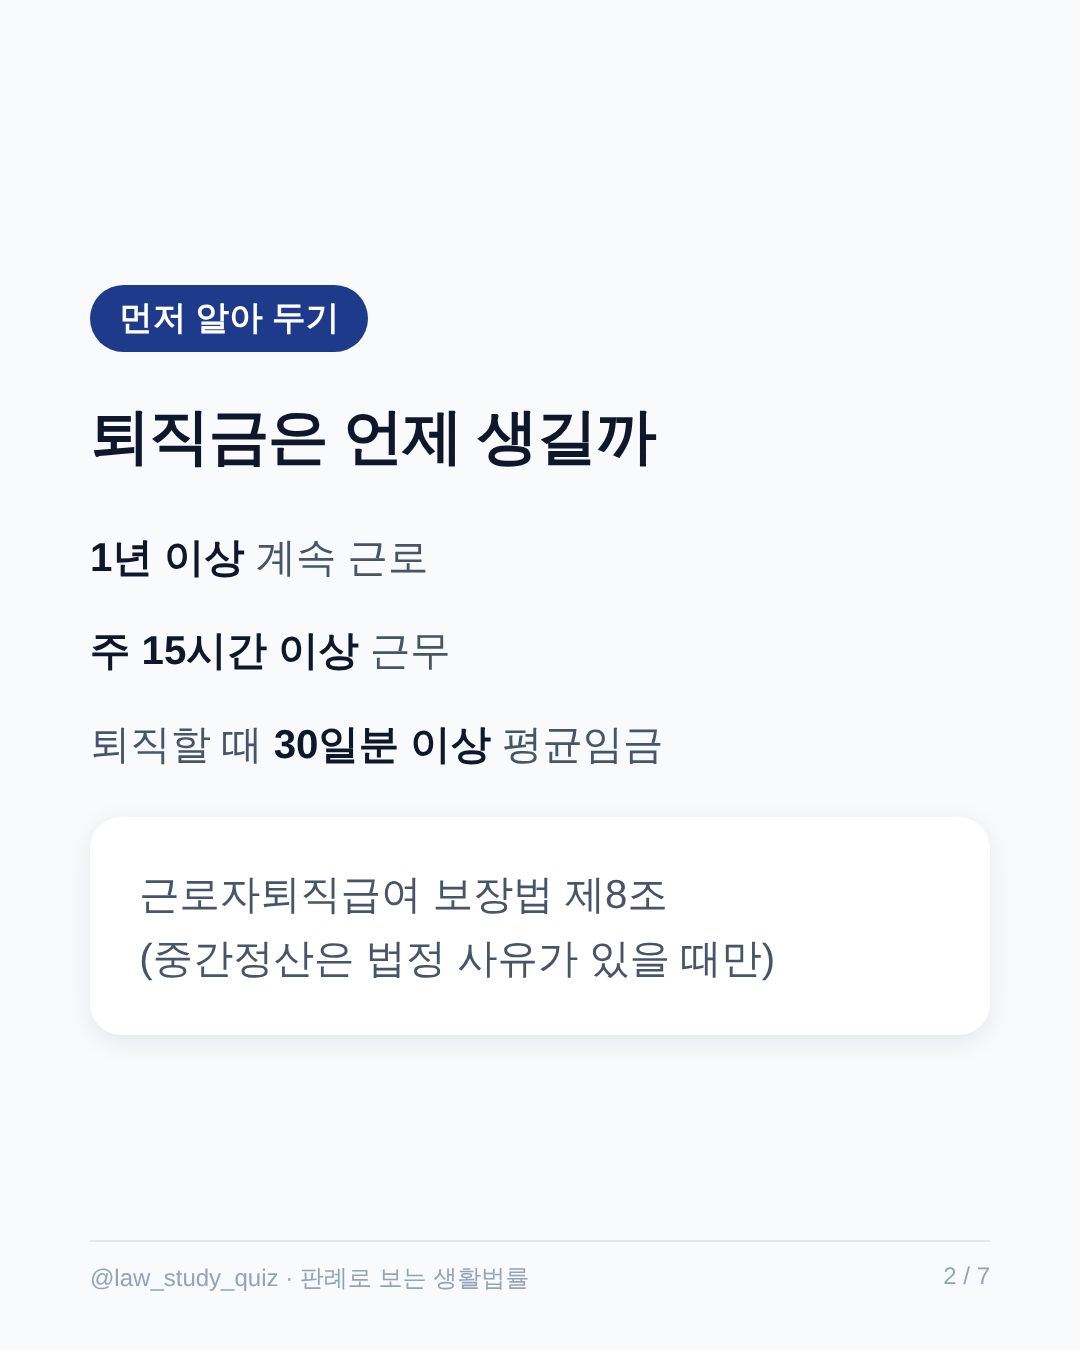 먼저 알아 두기
퇴직금은 언제 생길까
1년 이상 계속 근로
주 15시간 이상 근무
퇴직할 때 30일분 이상 평균임금
근로자퇴직급여 보장법 제8조
(중간정산은 법정 사유가 있을 때만)
@law_study_quiz · 판례로 보는 생활법률
2 / 7